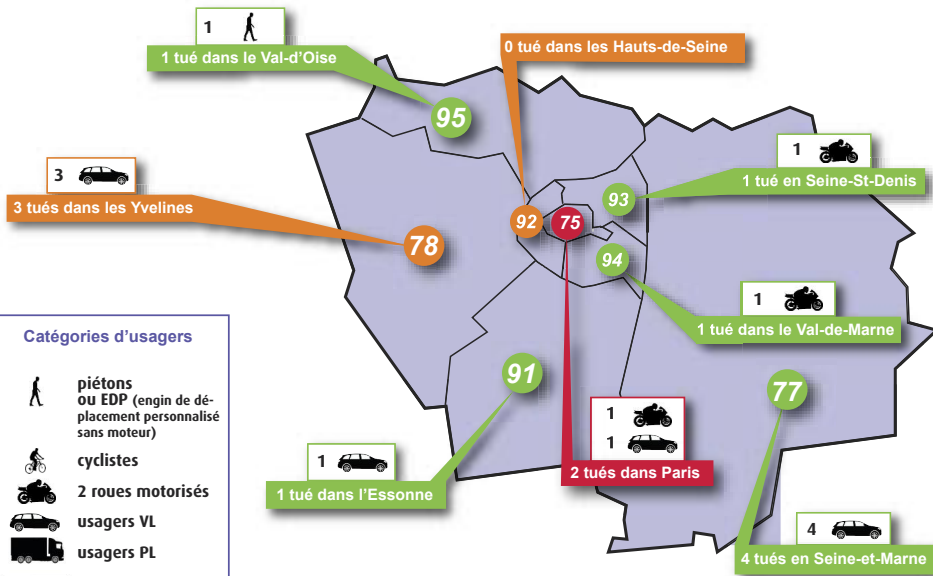 1
1 tué dans le Val-d'Oise
0 tué dans les Hauts-de-Seine
95
1
1 tué en Seine-St-Denis
3
3 tués dans les Yvelines
93
92
75
78
94
1
1 tué dans le Val-de-Marne
Catégories d'usagers
piétons
ou EDP (engin de dé-
placement personnalisé
sans moteur)
cyclistes
2 roues motorisés
usagers VL
usagers PL
91
77
1
1
2 tués dans Paris
1
1 tué dans l'Essonne
4
4 tués en Seine-et-Marne